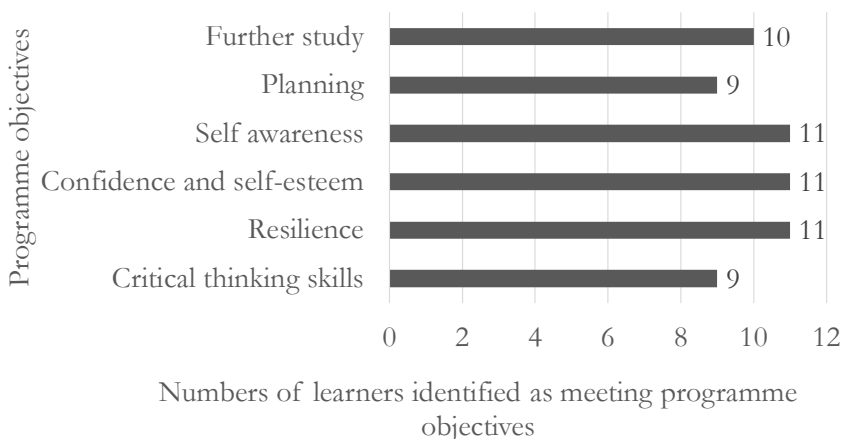 Programme objectives
Further study 10
Planning 9
Self awareness 11
Confidence and self-esteem 11
Resilience 11
Critical thinking skills 9
0 2 4 6 8 10 12
Numbers of learners identified as meeting programme
objectives